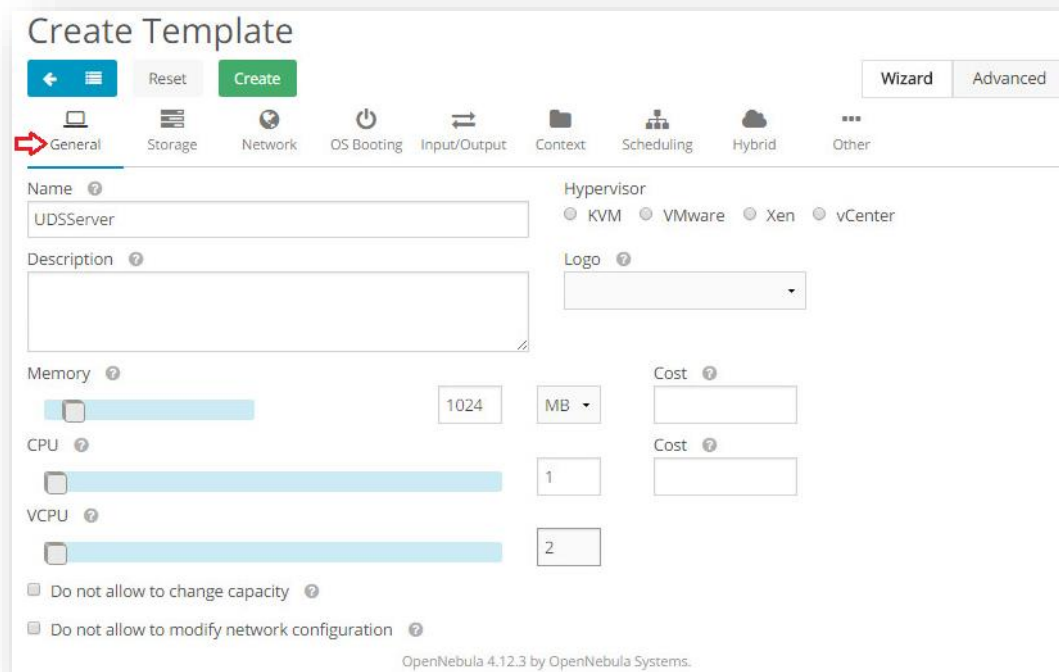 Create Template
Reset Create Wizard Advanced
General Storage Network OS Booting Input/Output Context Scheduling Hybrid Other
Name Hypervisor
UDSServer KVM VMware Xen vCenter
Description Logo
Memory Cost
1024 MB
CPU Cost
1
VCPU
2
Do not allow to change capacity
Do not allow to modify network configuration
OpenNebula 4.12.3 by OpenNebula Systems.